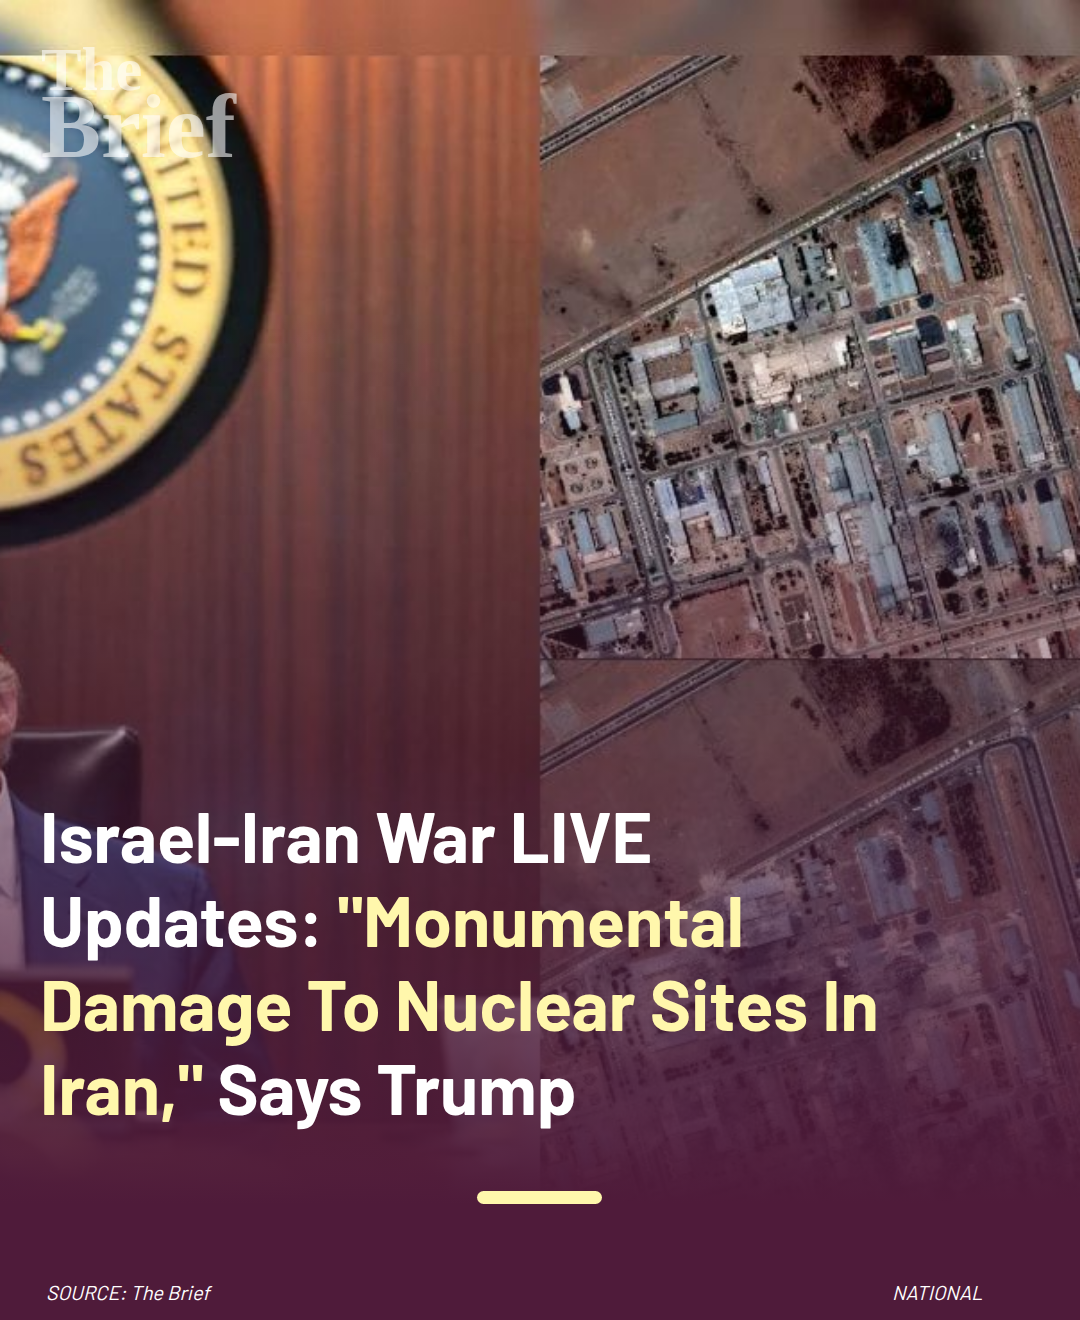 The
Brief
ITED STATES
Israel-Iran War LIVE
Updates: "Monumental
Damage To Nuclear Sites In
Iran," Says Trump
SOURCE: The Brief
NATIONAL